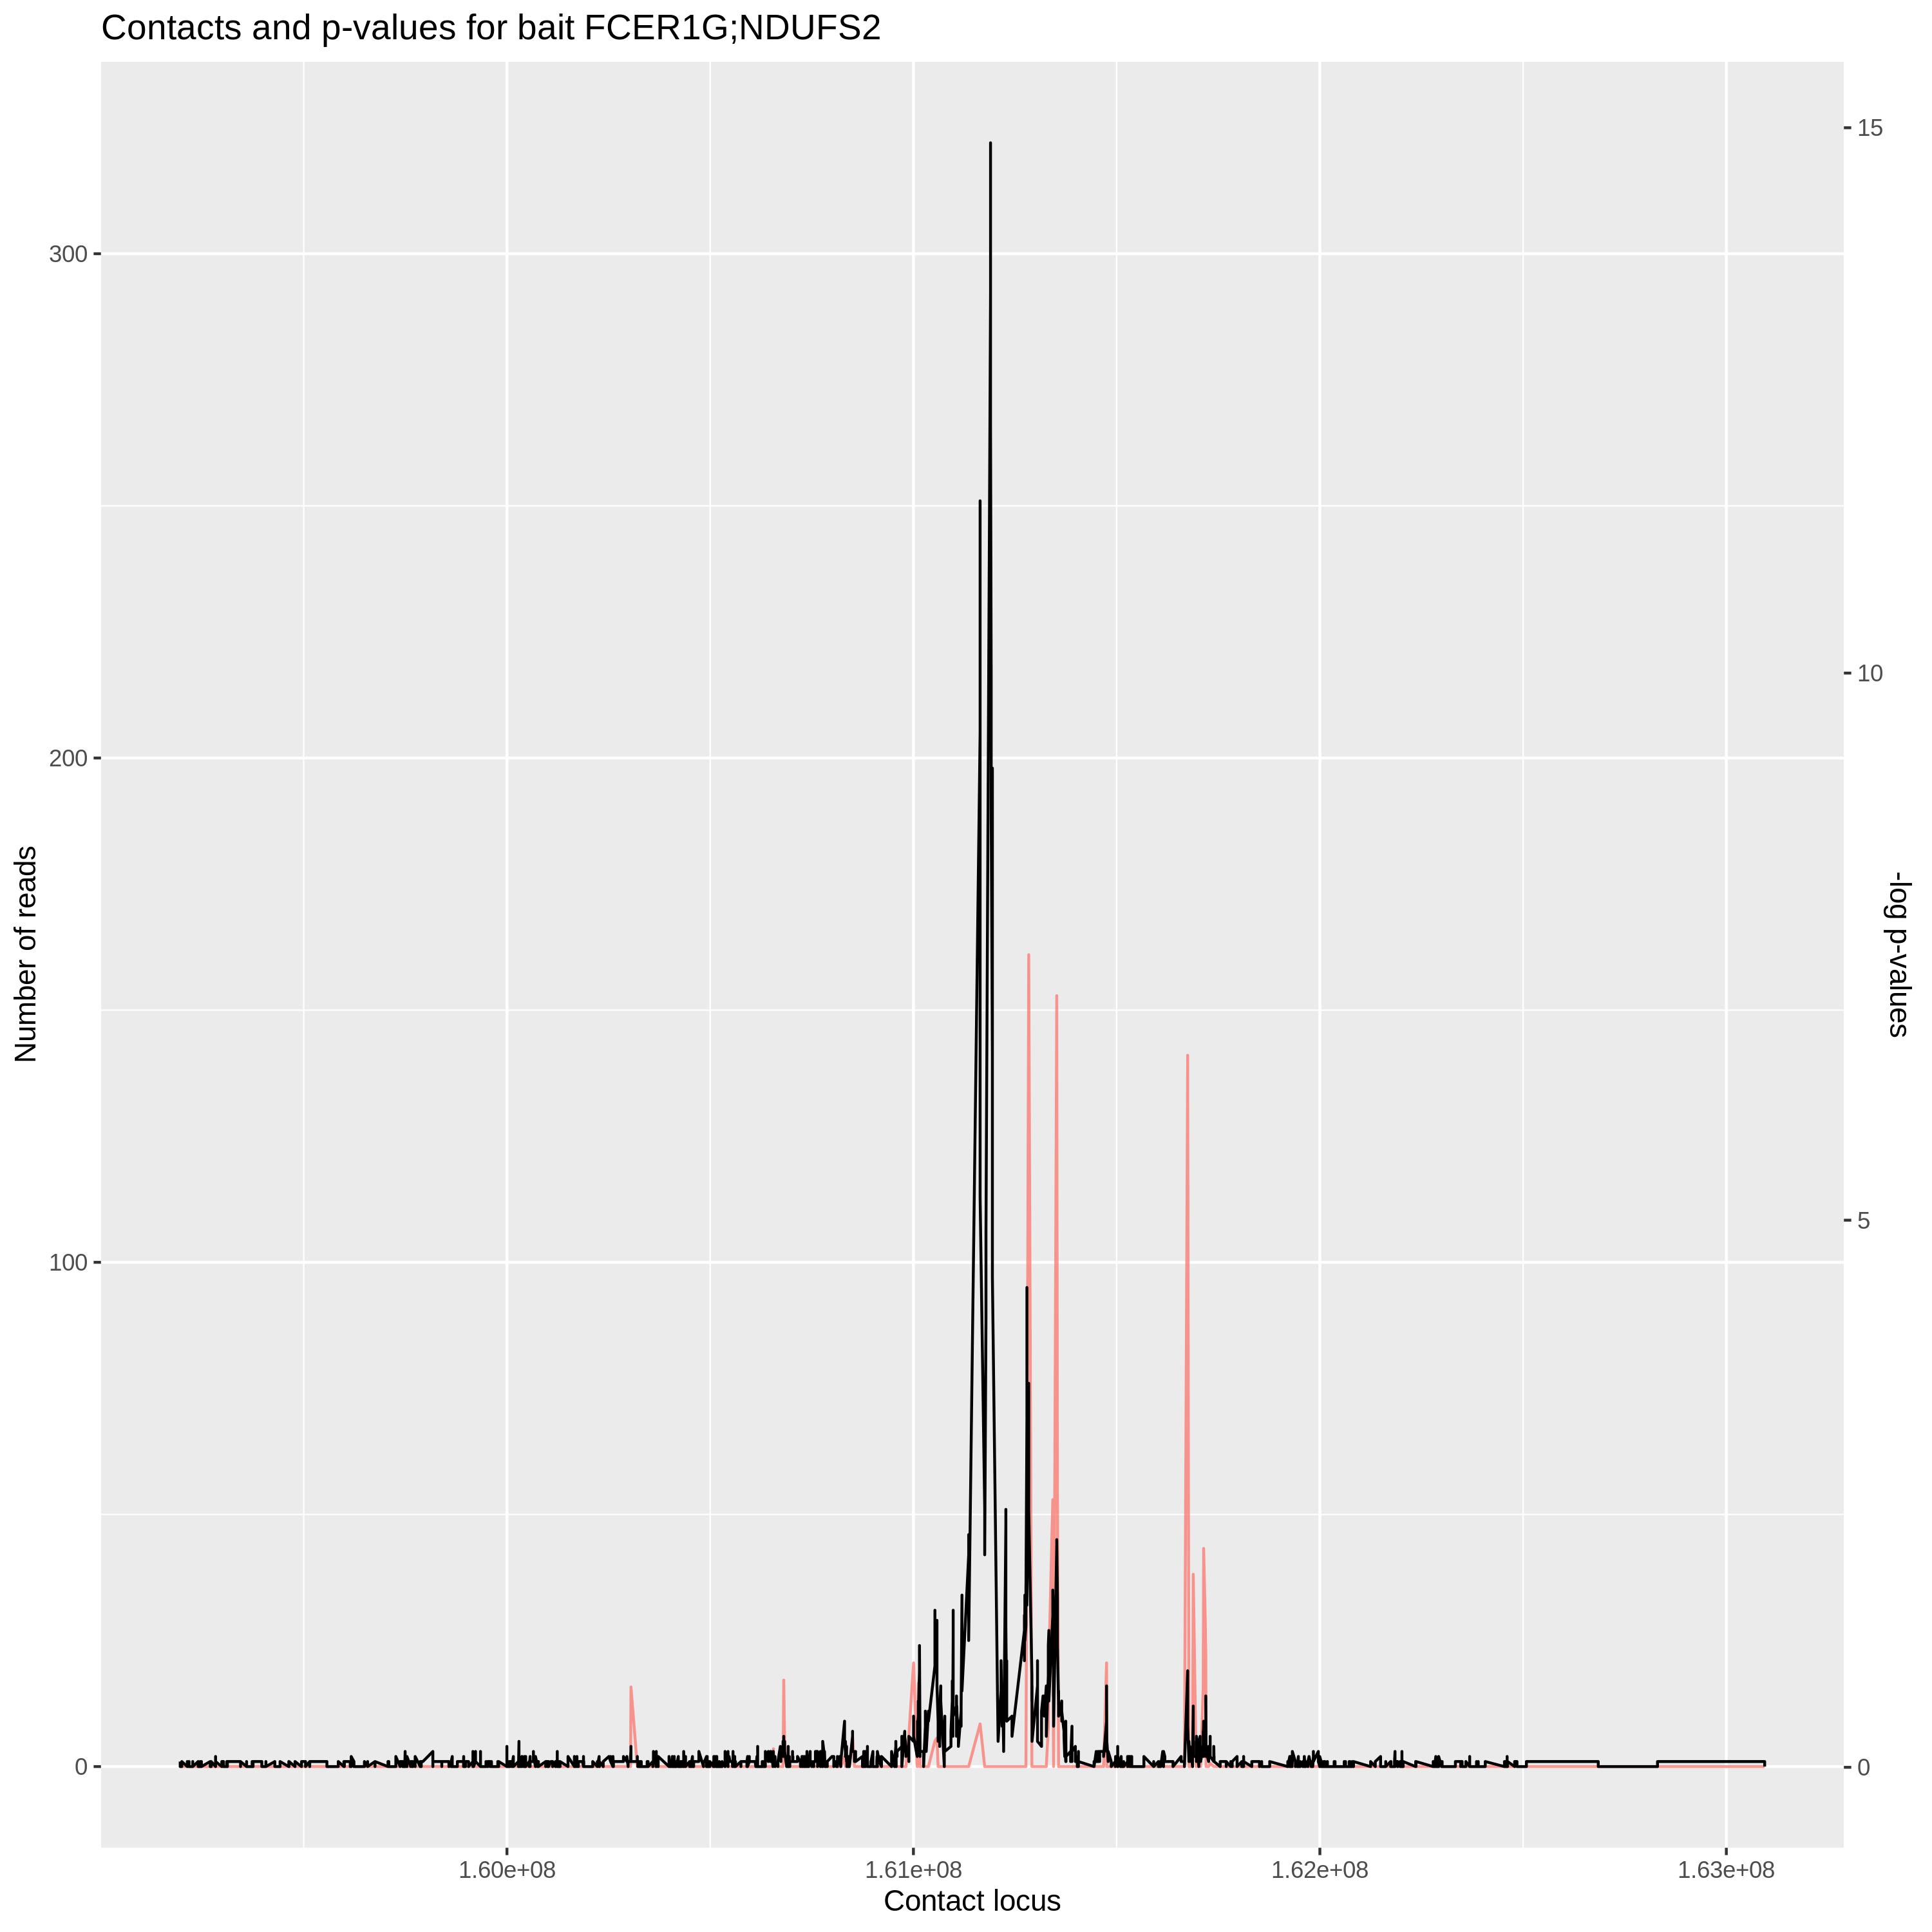 Contacts and p-values for bait FCER1G;NDUFS2
Number of reads
300
200
100
0
15
10
5
0
-log p-values
1.60e+08 1.61e+08 1.62e+08 1.63e+08
Contact locus